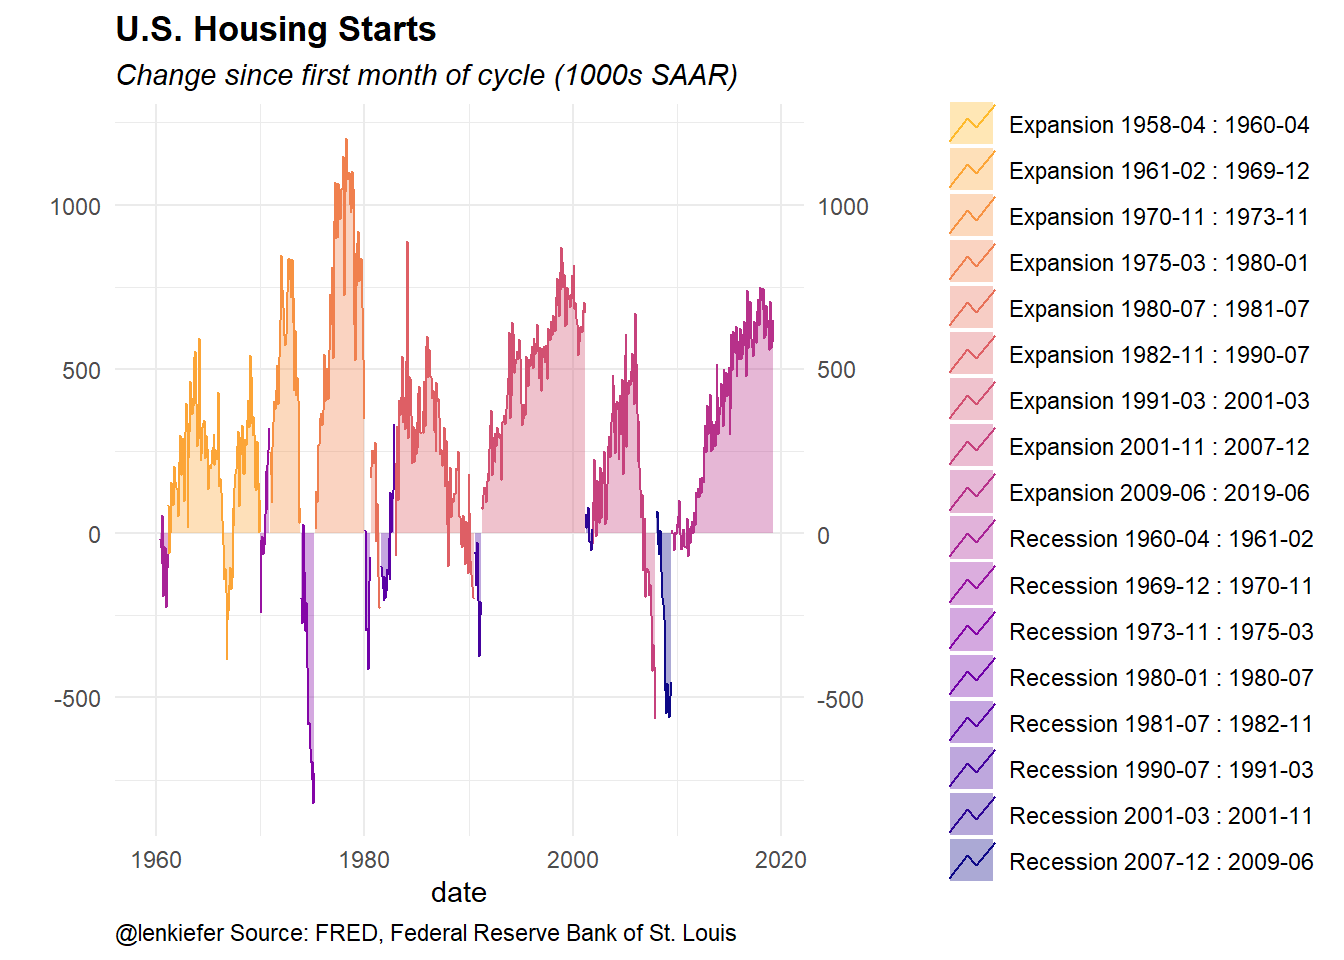 U.S. Housing Starts
Change since first month of cycle (1000s SAAR)
1000
500
0
-500
1000
500
0
-500
1960
1980
2000
2020
date
Expansion 1958-04 : 1960-04
Expansion 1961-02 : 1969-12
Expansion 1970-11 : 1973-11
Expansion 1975-03 : 1980-01
Expansion 1980-07 : 1981-07
Expansion 1982-11 : 1990-07
Expansion 1991-03 : 2001-03
Expansion 2001-11 : 2007-12
Expansion 2009-06 : 2019-06
Recession 1960-04 : 1961-02
Recession 1969-12 : 1970-11
Recession 1973-11 : 1975-03
Recession 1980-01 : 1980-07
Recession 1981-07 : 1982-11
Recession 1990-07 : 1991-03
Recession 2001-03 : 2001-11
Recession 2007-12 : 2009-06
@lenkiefer Source: FRED, Federal Reserve Bank of St. Louis